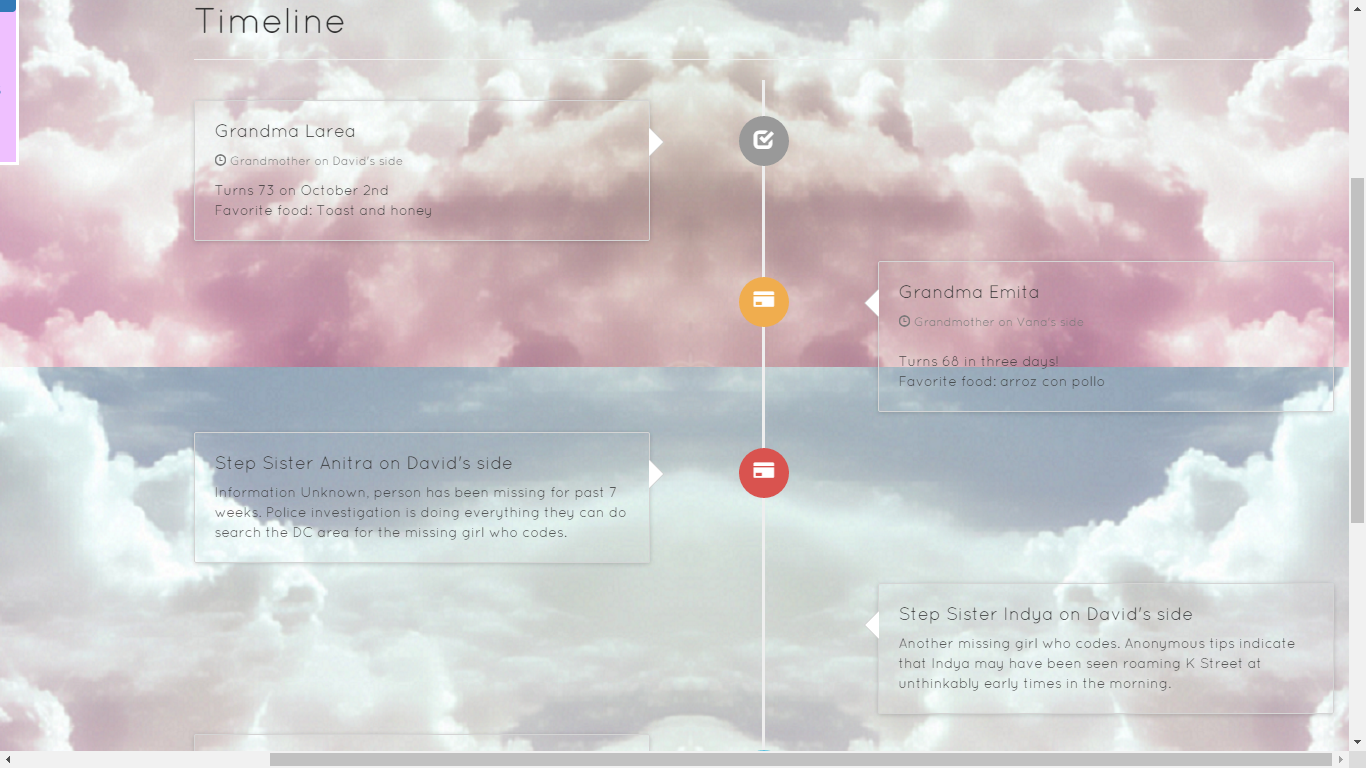 Timeline
Grandma Larea
Grandmother on David's side
Turns 73 on October 2nd
Favorite food: Toast and honey
Grandma Emita
Grandmother on Vana's side
Turns 68 in three days!
Favorite food: arroz con pollo
Step Sister Anitra on David's side
Information Unknown, person has been missing for past 7
weeks. Police investigation is doing everything they can do
search the DC area for the missing girl who codes.
Step Sister Indya on David's side
Another missing girl who codes. Anonymous tips indicate
that Indya may have been seen roaming K Street at
unthinkably early times in the morning.